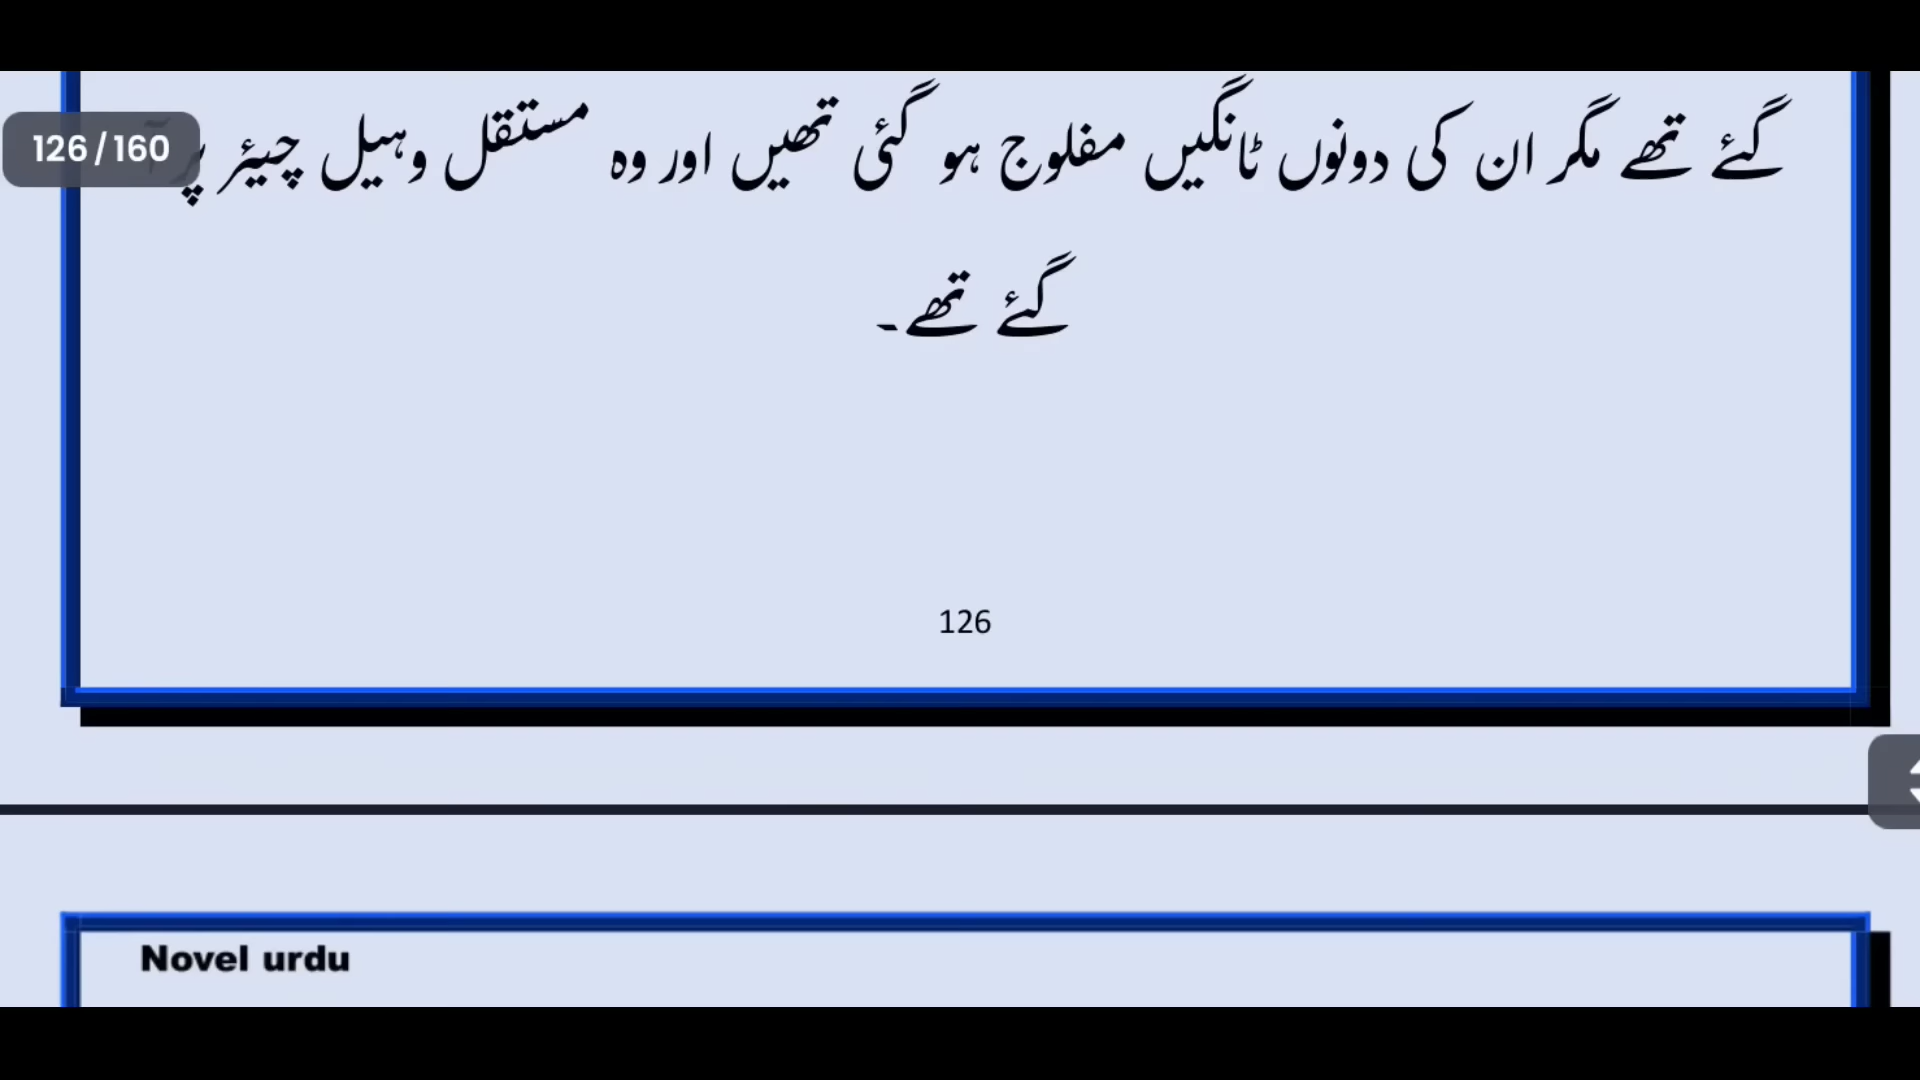 گئے تھے مگر ان کی دونوں ٹانگیں مفلوج ہو گئی تھیں اور وہ مستقل وہیل چیئر پر آ
126/160
گئے تھے۔
126
Novel urdu